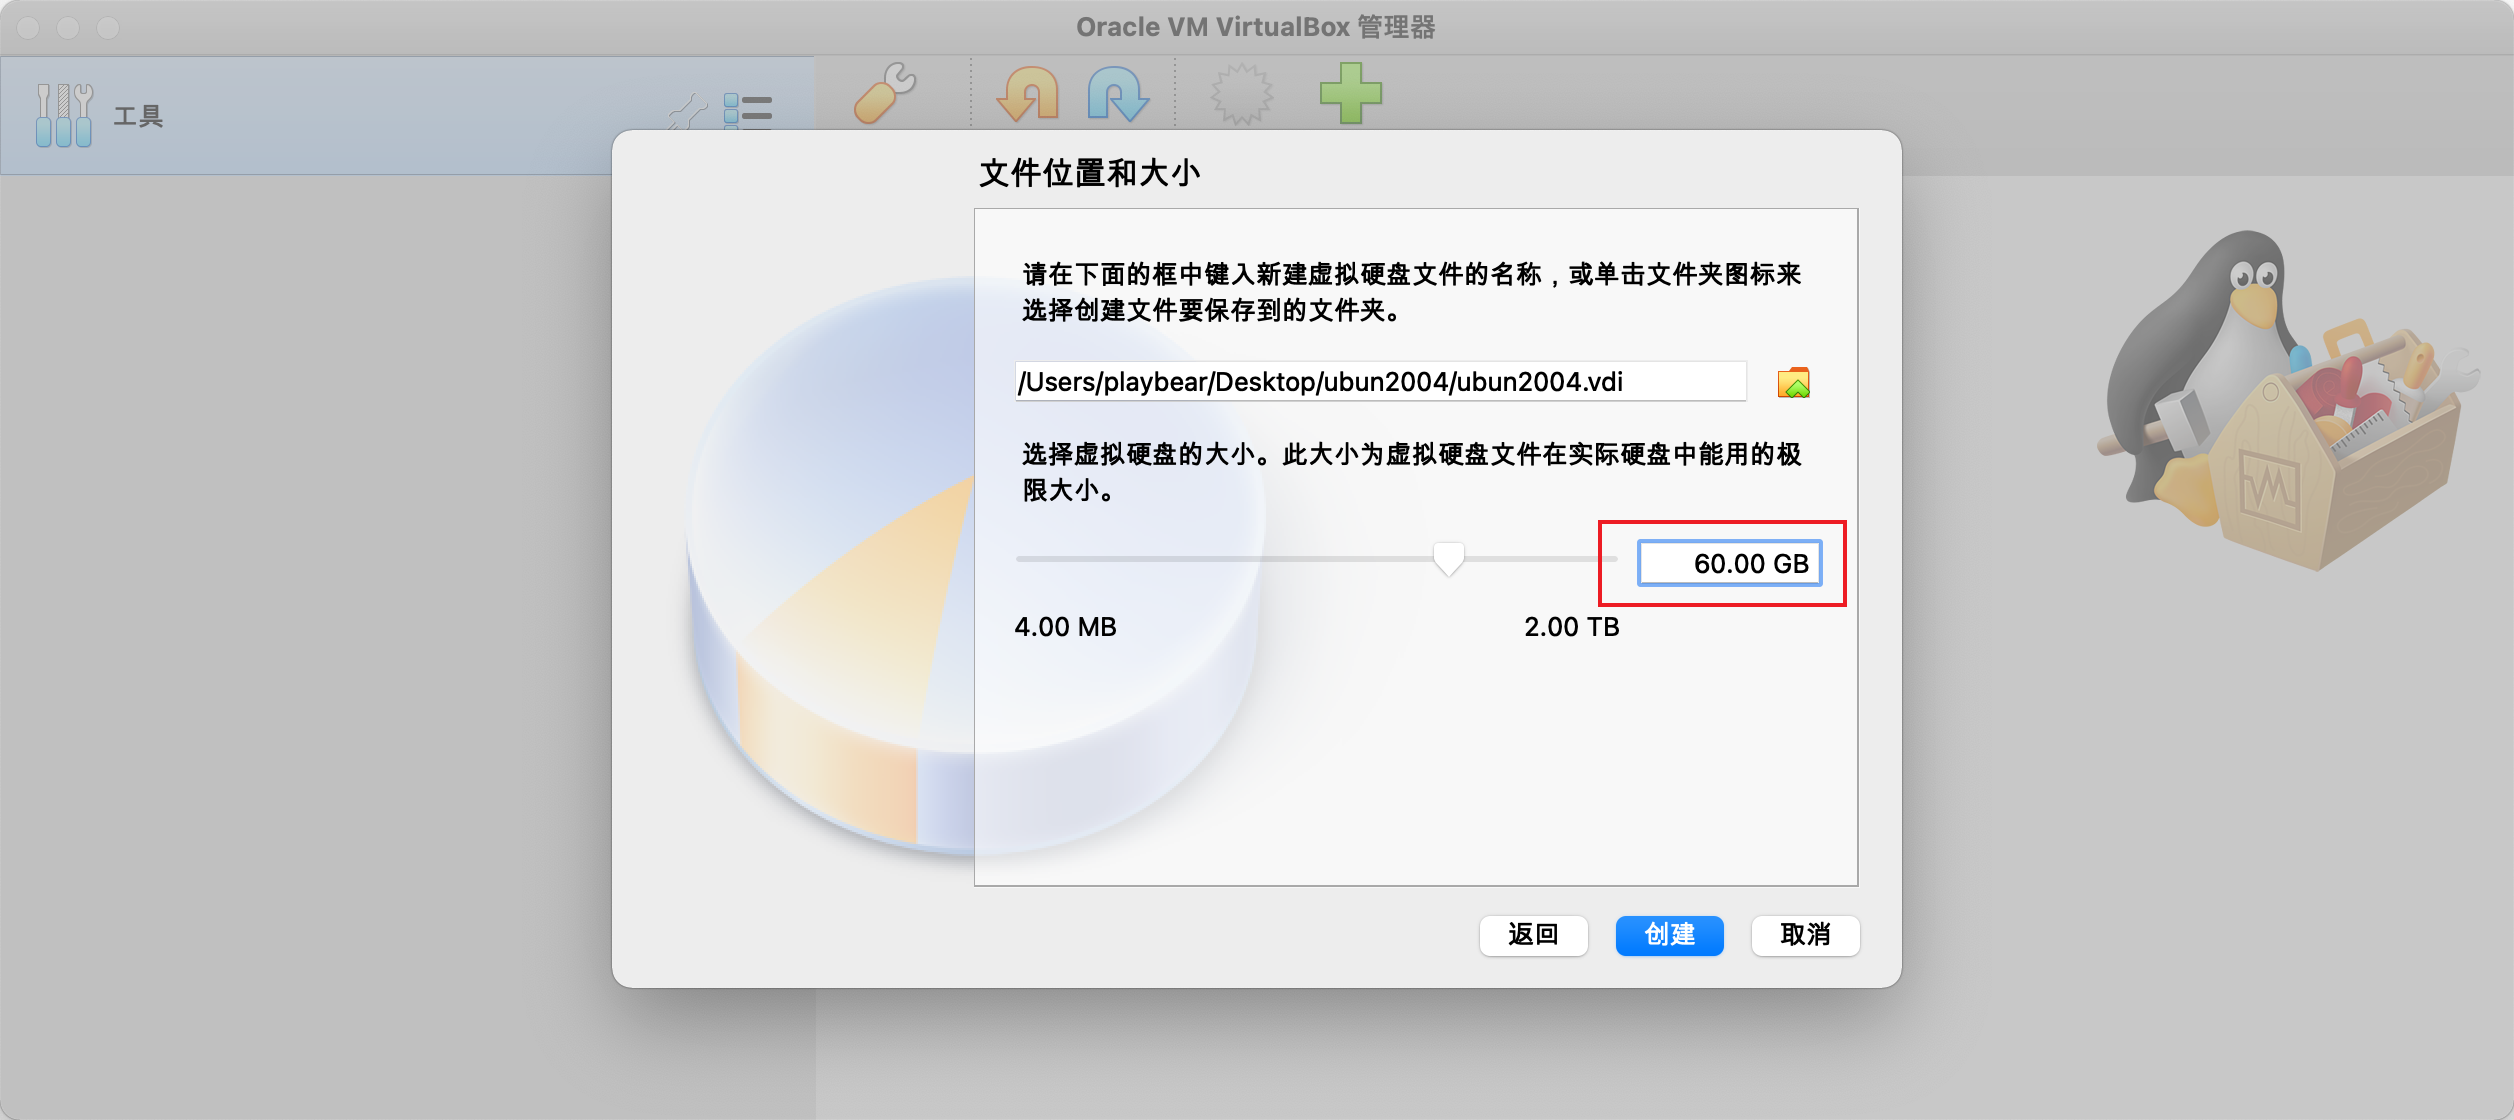 Oracle VM VirtualBox 管理器
工具
文件位置和大小
请在下面的框中键入新建虚拟硬盘文件的名称，或单击文件夹图标来
选择创建文件要保存到的文件夹。
/Users/playbear/Desktop/ubun2004/ubun2004.vdi
选择虚拟硬盘的大小。此大小为虚拟硬盘文件在实际硬盘中能用的极
限大小。
60.00 GB
4.00 MB
2.00 TB
返回
创建
取消